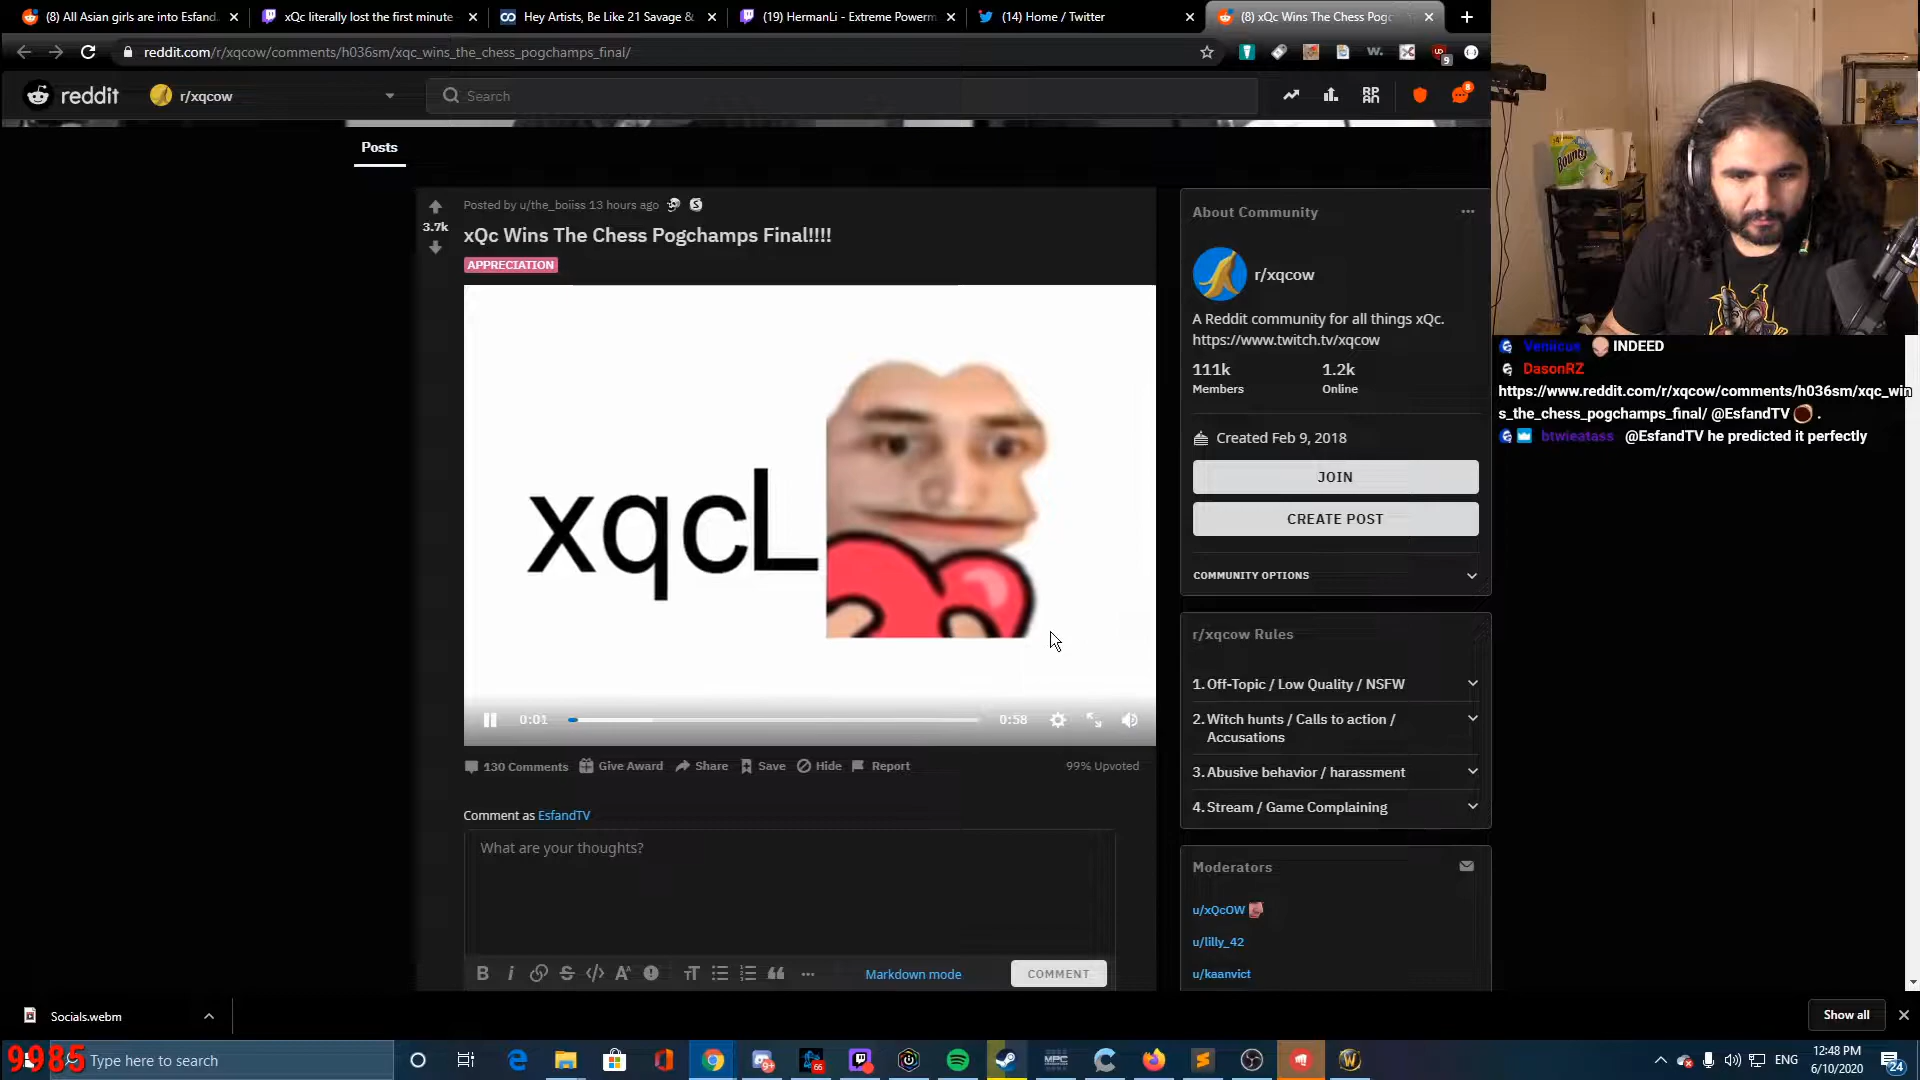 (8) All Asian girls are into Esfand.
xQc literally lost the first minute
Hey Artists, Be Like 21 Savage &
(19) HermanLi - Extreme Powerm
(14) Home / Twitter
(8) xQc Wins The Chess Pogc
reddit.com/r/xqcow/comments/h036sm/xqc_wins_the_chess_pogchamps_final/
reddit
r/xqcow
Search
Posts
Posted by u/the_boiiss 13 hours ago
3.7k
xQc Wins The Chess Pogchamps Final!!!!
APPRECIATION
xqcL
0:01
0:58
130 Comments
Give Award
Share
Save
Hide
Report
99% Upvoted
Comment as EsfandTV
What are your thoughts?
Markdown mode
COMMENT
About Community
r/xqcow
A Reddit community for all things xQc.
https://www.twitch.tv/xqcow
111k
1.2k
Members
Online
Created Feb 9, 2018
JOIN
CREATE POST
COMMUNITY OPTIONS
r/xqcow Rules
1. Off-Topic / Low Quality / NSFW
2. Witch hunts / Calls to action /
Accusations
3. Abusive behavior / harassment
4. Stream / Game Complaining
Moderators
u/xQcOW
u/lilly_42
u/kaanvict
Bounty
INDEED
DasonRZ
https://www.reddit.com/r/xqcow/comments/h036sm/xqc_win
s_the_chess_pogchamps_final/ @EsfandTV .
btwieatass @EsfandTV he predicted it perfectly
Socials.webm
Show all
9985
Type here to search
ENG
12:48 PM
6/10/2020
24